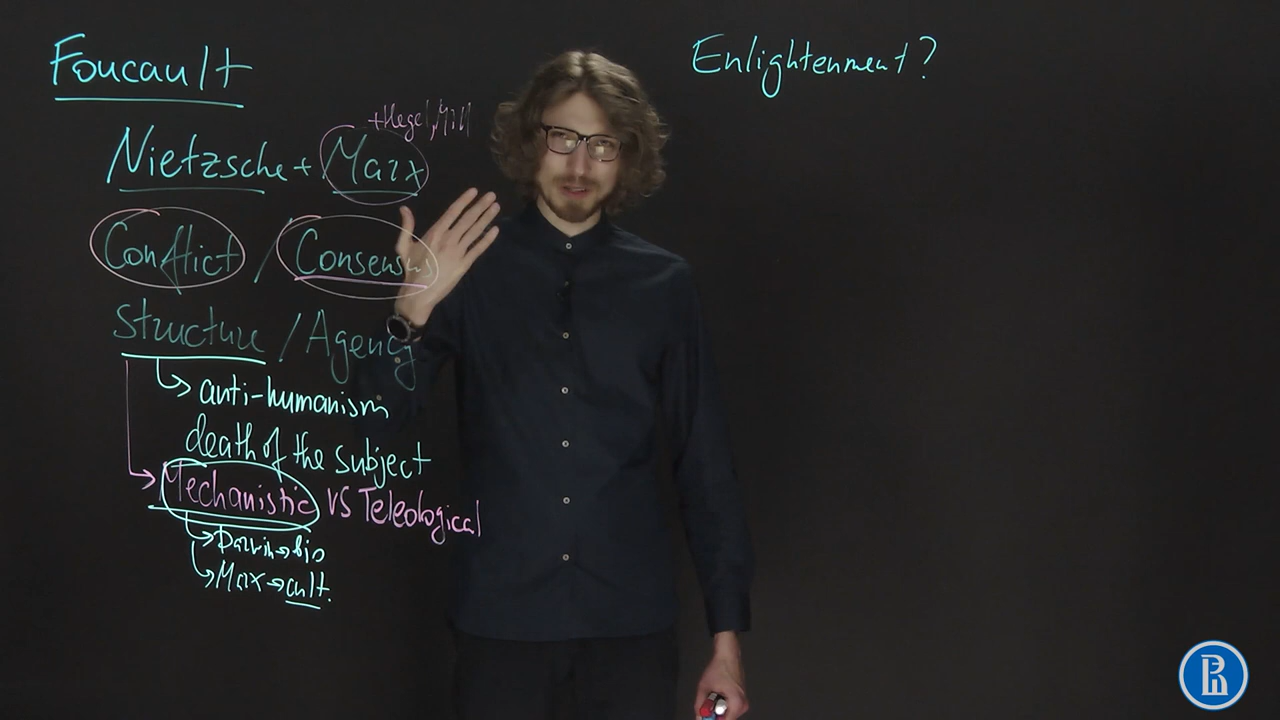 Foucault
Enlightenment?
+Hegel, Mill
Nietzsche + Marx
Conflict / Consensus
Structure / Agency
anti-humanism
death of the subject
Mechanistic VS Teleological
Darwin→bio
Marx→cult.